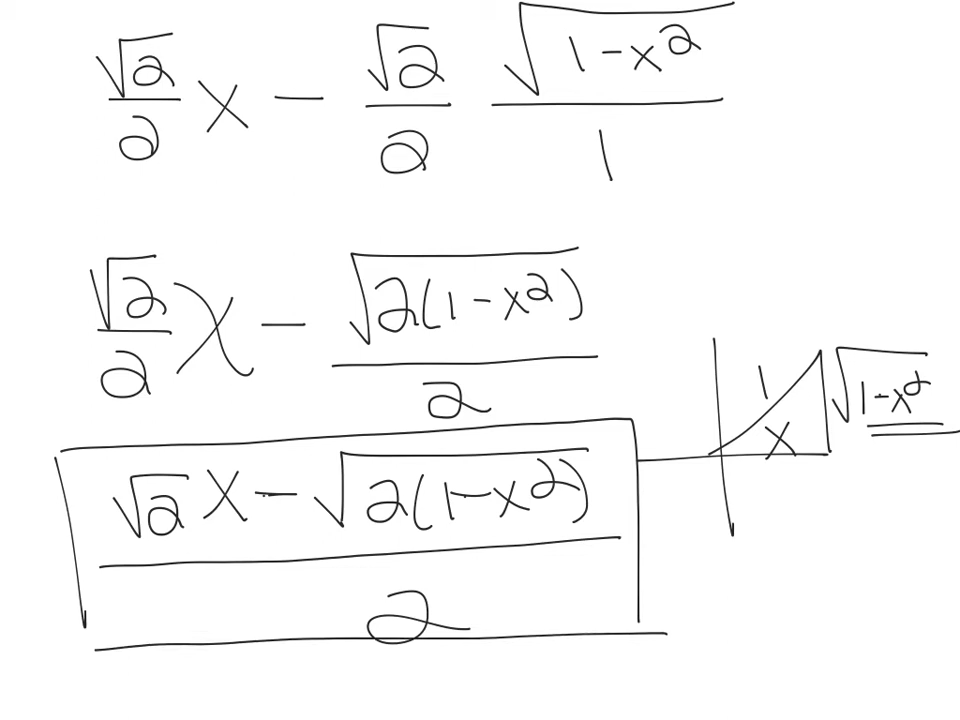 √2/2 x − √2/2 √(1−x²)/1
√2/2 x − √(2(1−x²))/2
1
x
√(1−x²)
(√2 x − √(2(1−x²)))/2